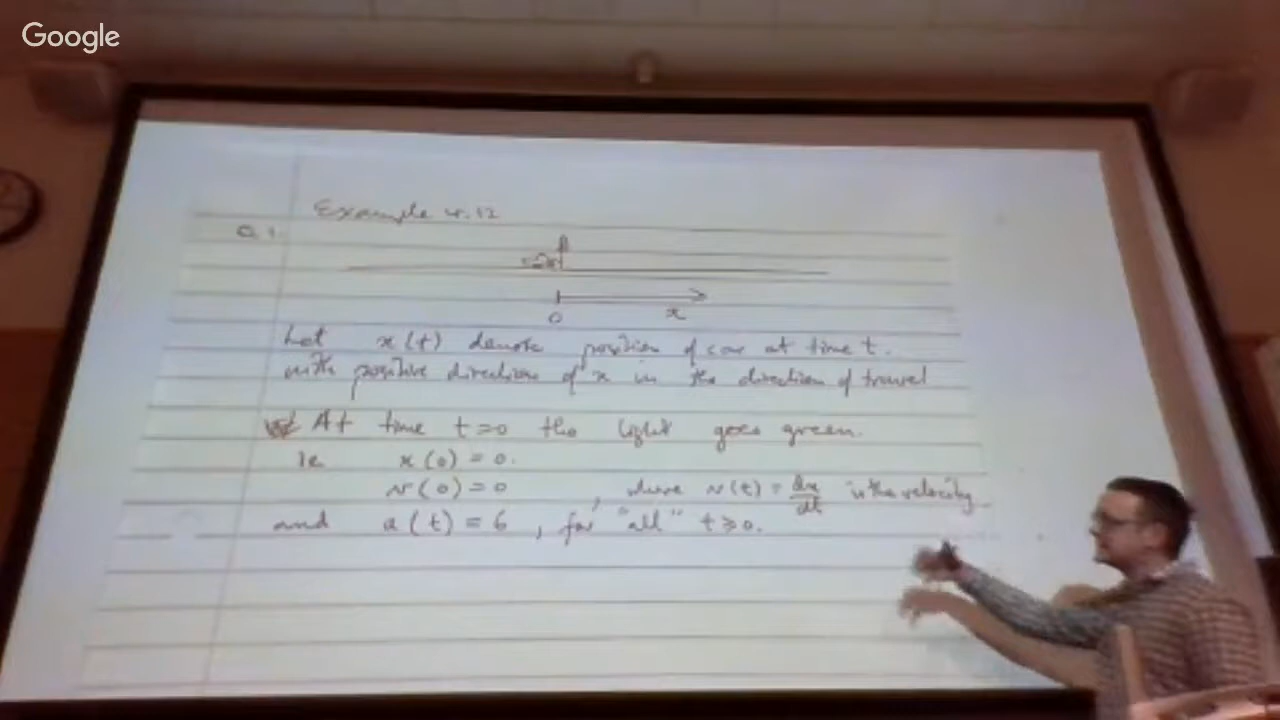 Google
Example 4.12
Q1.
0 x
Let x(t) denote position of car at time t.
with positive direction of x in the direction of travel
At time t=0 the light goes green.
Ie x(0) = 0.
v(0) = 0 , where v(t) = dx/dt is the velocity
and a(t) = 6 , for "all" t ⩾ 0.